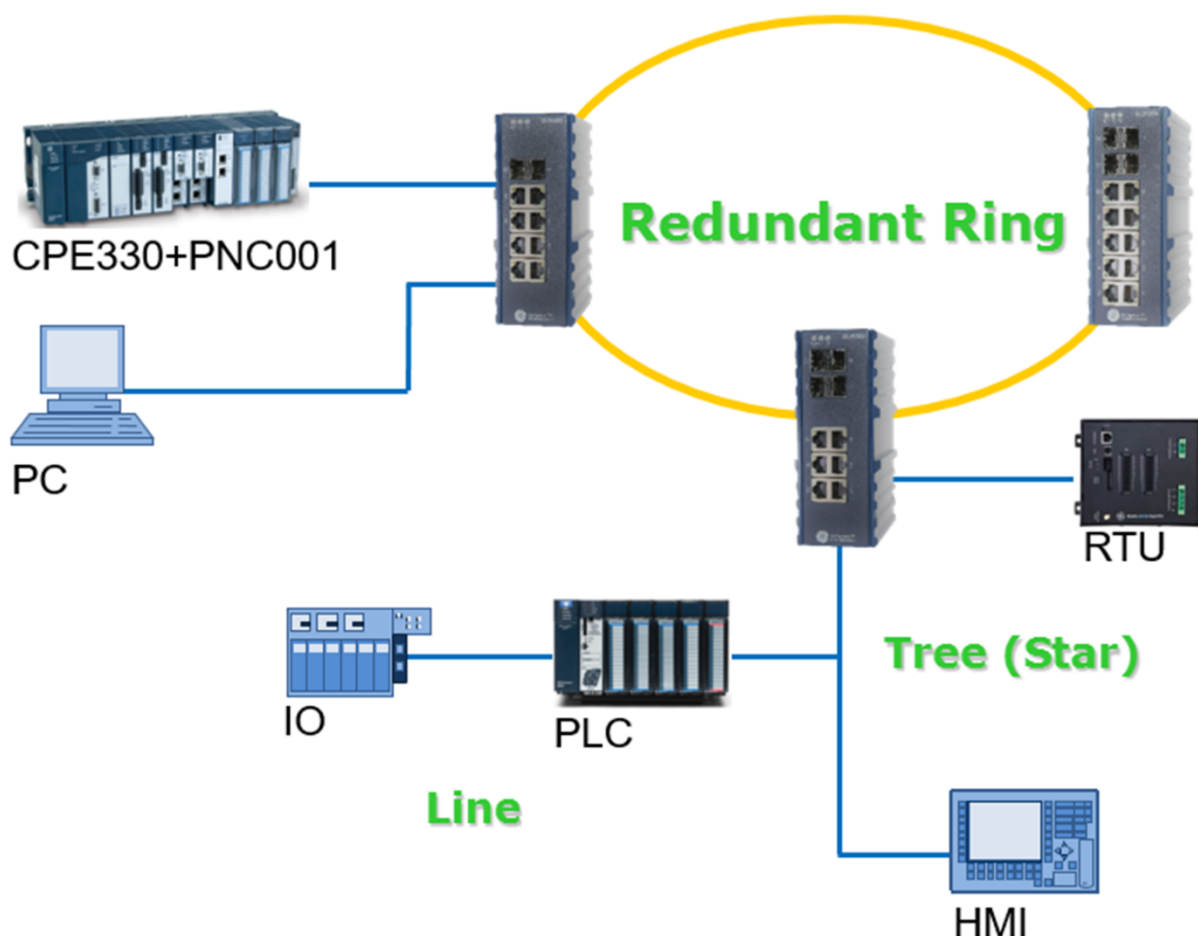 Redundant Ring
CPE330+PNC001
PC
RTU
Tree (Star)
IO
PLC
Line
HMI